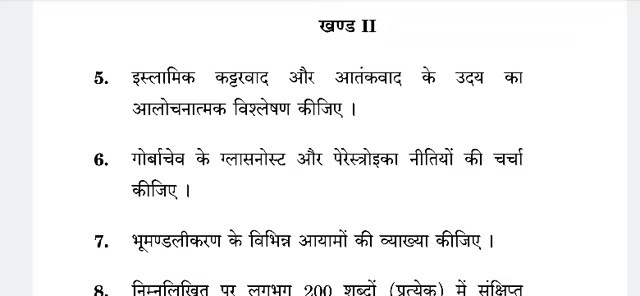 खण्ड II
5. इस्लामिक कट्टरवाद और आतंकवाद के उदय का
आलोचनात्मक विश्लेषण कीजिए ।
6. गोर्बाचेव के ग्लासनोस्ट और पेरेस्त्रोइका नीतियों की चर्चा
कीजिए ।
7. भूमण्डलीकरण के विभिन्न आयामों की व्याख्या कीजिए ।
8. निम्नलिखित पर लगभग 200 शब्दों (प्रत्येक) में संक्षिप्त